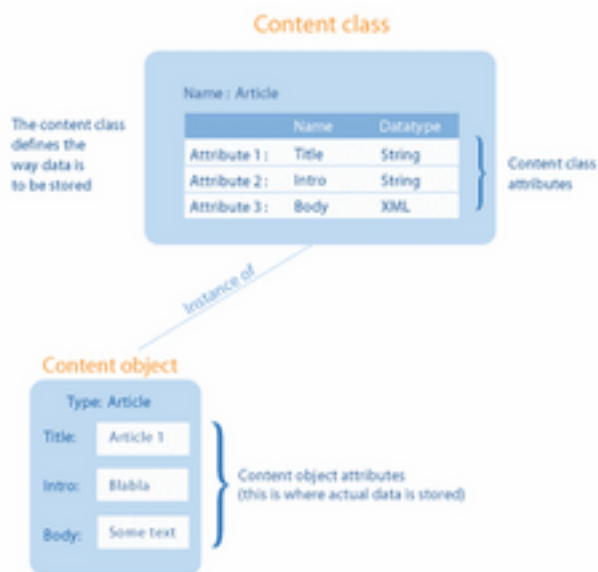 Content class
Name: Article
The content class
defines the
way data is
to be stored
Name Datatype
Attribute 1: Title String
Attribute 2: Intro String
Attribute 3: Body XML
Content class
attributes
Instance of
Content object
Type: Article
Title: Article 1
Intro: Blabla
Body: Some text
Content object attributes
(this is where actual data is stored)